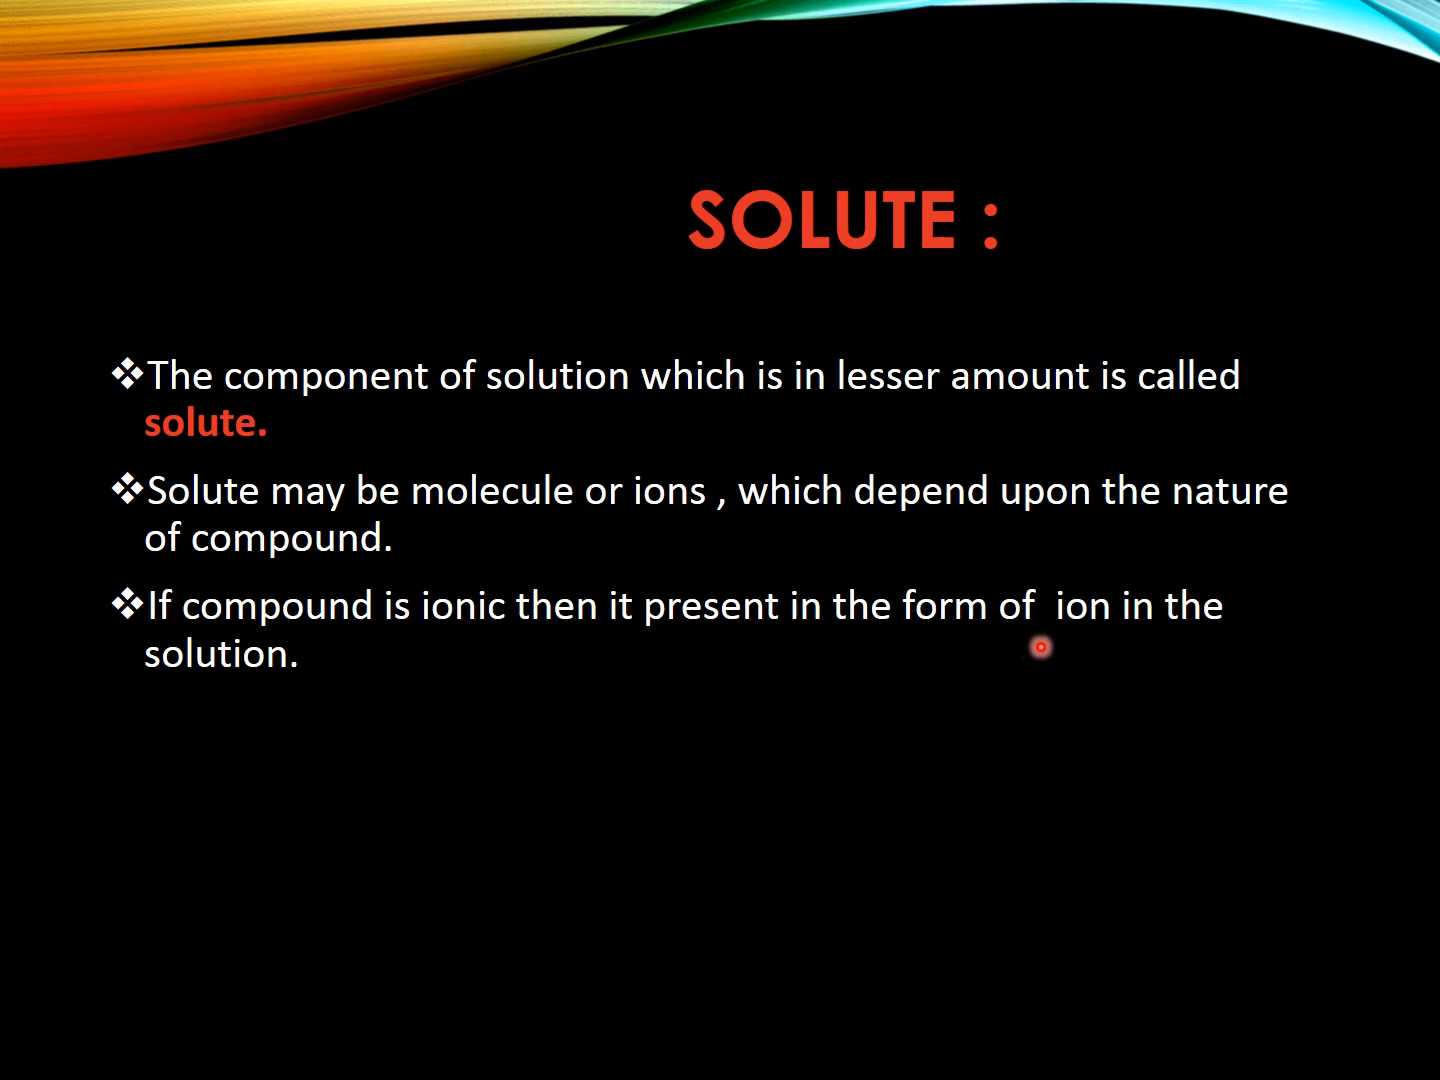 SOLUTE :
❖The component of solution which is in lesser amount is called
solute.
❖Solute may be molecule or ions , which depend upon the nature
of compound.
❖If compound is ionic then it present in the form of  ion in the
solution.